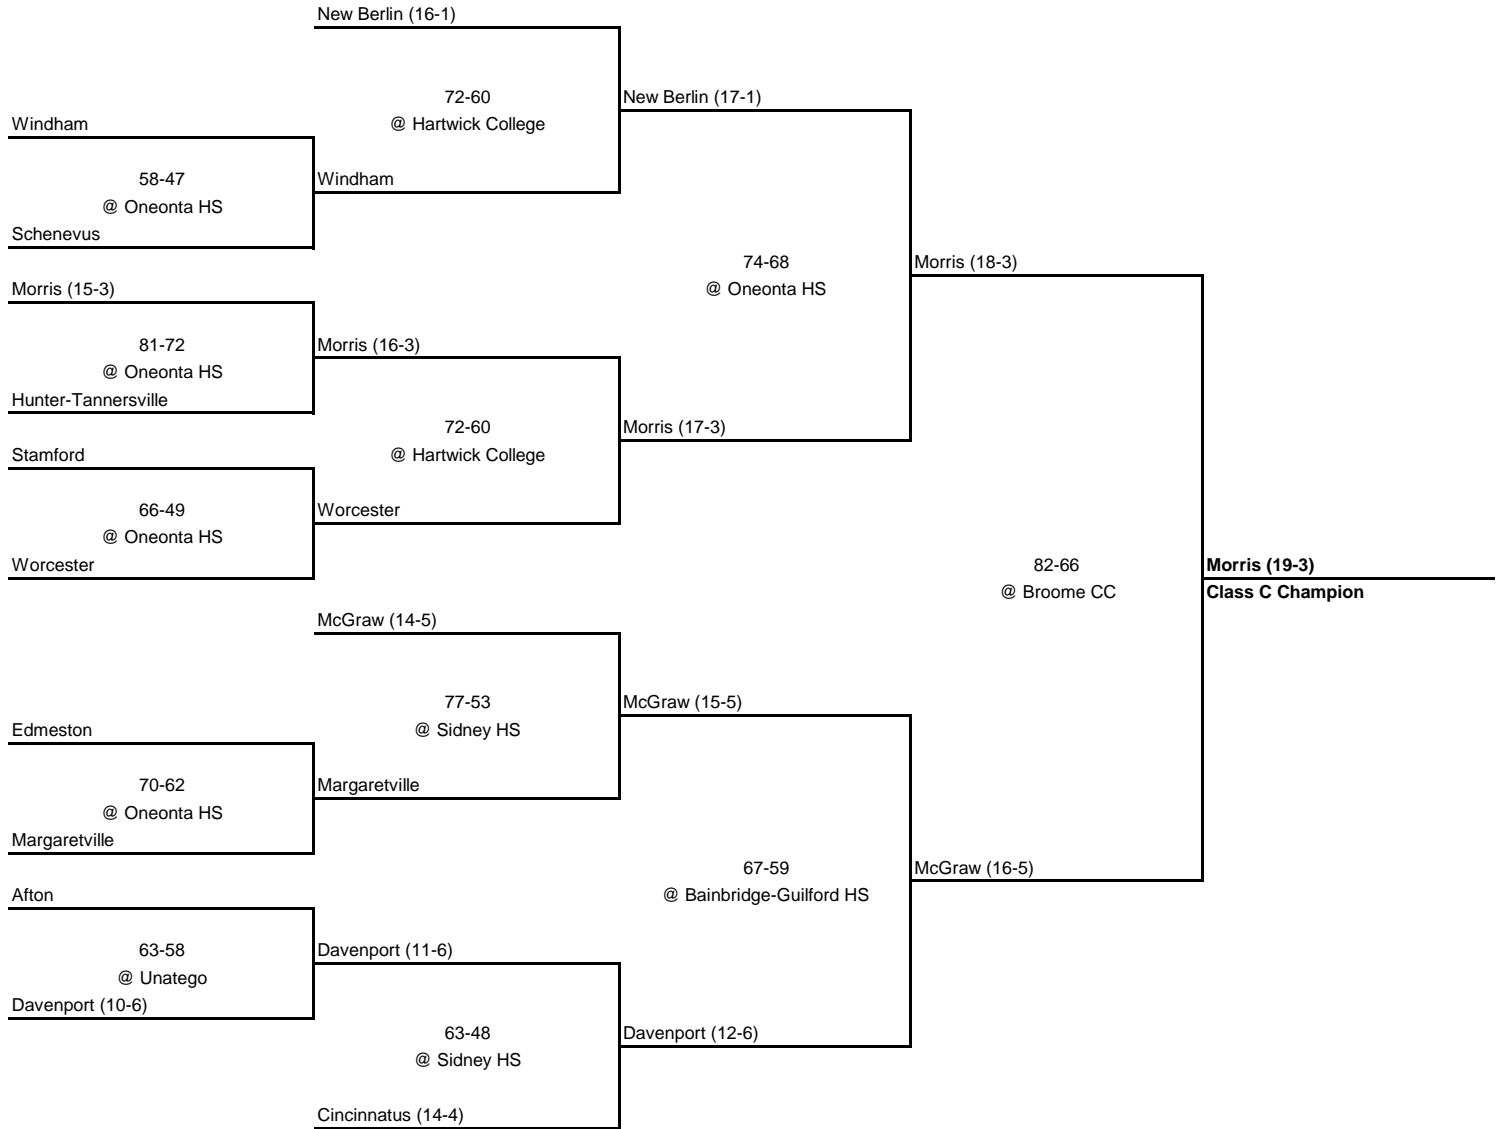 New Berlin (16-1)
72-60
@ Hartwick College
New Berlin (17-1)
Windham
58-47
@ Oneonta HS
Windham
Schenevus
74-68
@ Oneonta HS
Morris (18-3)
Morris (15-3)
81-72
@ Oneonta HS
Morris (16-3)
Hunter-Tannersville
72-60
@ Hartwick College
Morris (17-3)
Stamford
66-49
@ Oneonta HS
Worcester
Worcester
82-66
@ Broome CC
Morris (19-3)
Class C Champion
McGraw (14-5)
77-53
@ Sidney HS
McGraw (15-5)
Edmeston
70-62
@ Oneonta HS
Margaretville
Margaretville
67-59
@ Bainbridge-Guilford HS
McGraw (16-5)
Afton
63-58
@ Unatego
Davenport (11-6)
Davenport (10-6)
63-48
@ Sidney HS
Davenport (12-6)
Cincinnatus (14-4)